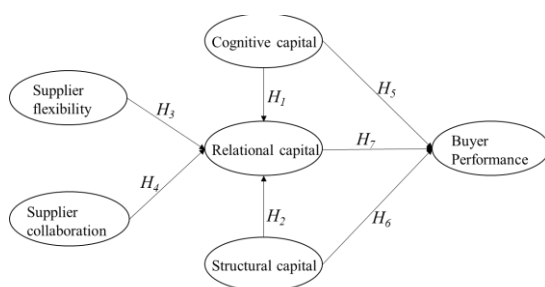 Cognitive capital
Supplier
flexibility
H1
H5
H3
Relational capital
H7
Buyer
Performance
H4
Supplier
collaboration
H2
H6
Structural capital